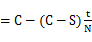 = C − (C − S) t/N